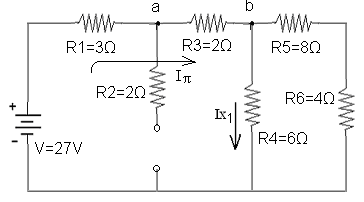 a
b
R1=3Ω
R3=2Ω
R5=8Ω
Iπ
R2=2Ω
Ix1
R6=4Ω
R4=6Ω
+
-
V=27V